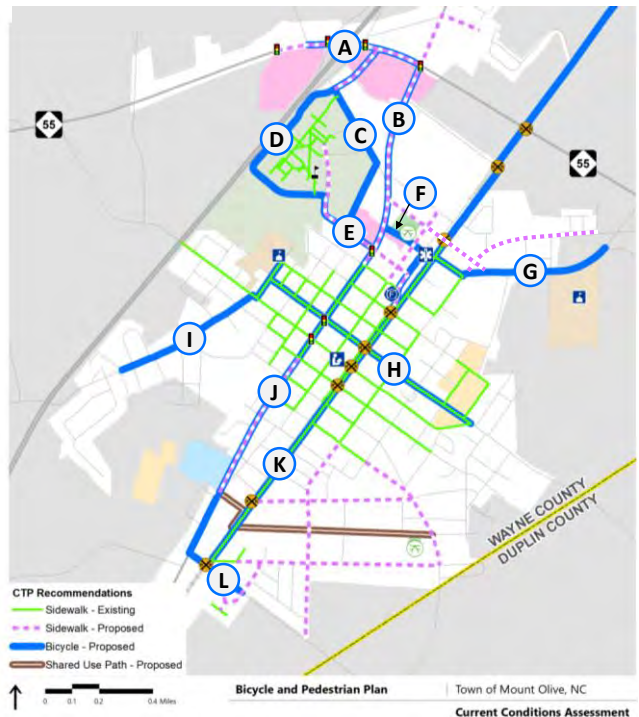 A
B
55
D
C
55
F
E
G
I
H
J
K
WAYNE COUNTY
DUPLIN COUNTY
L
CTP Recommendations
Sidewalk - Existing
Sidewalk - Proposed
Bicycle - Proposed
Shared Use Path - Proposed
0 0.1 0.2 0.4 Miles
Bicycle and Pedestrian Plan Town of Mount Olive, NC
Current Conditions Assessment